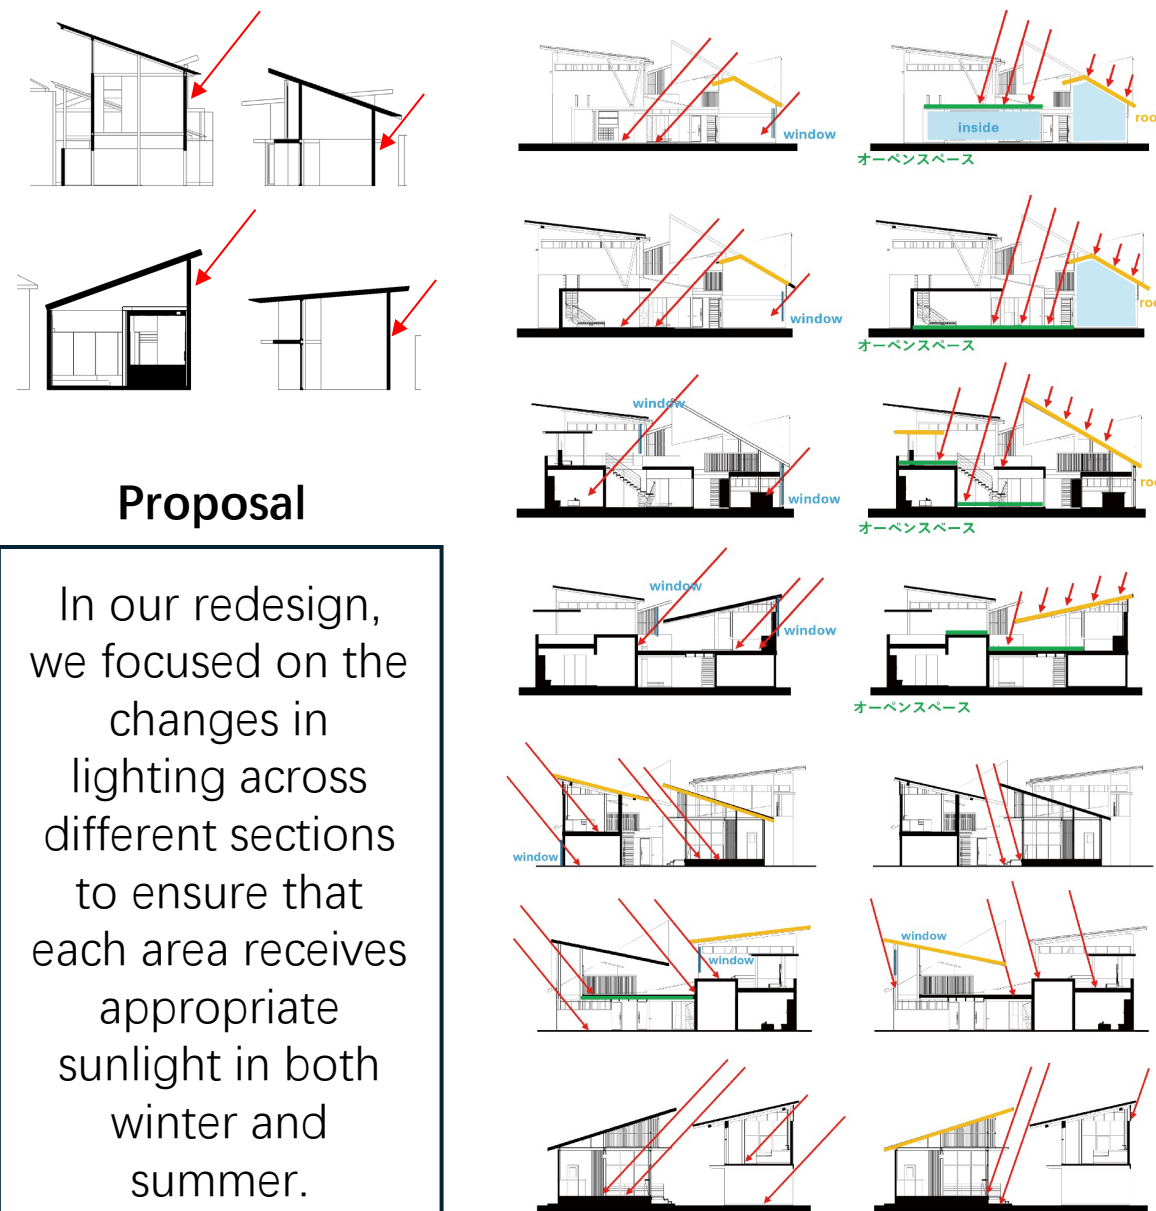 Proposal
In our redesign,
we focused on the
changes in
lighting across
different sections
to ensure that
each area receives
appropriate
sunlight in both
winter and
summer.
window
inside
roo
オーペンスペース
window
roo
オーペンスペース
window
window
roo
オーペンスペース
window
window
オーペンスペース
window
window
window